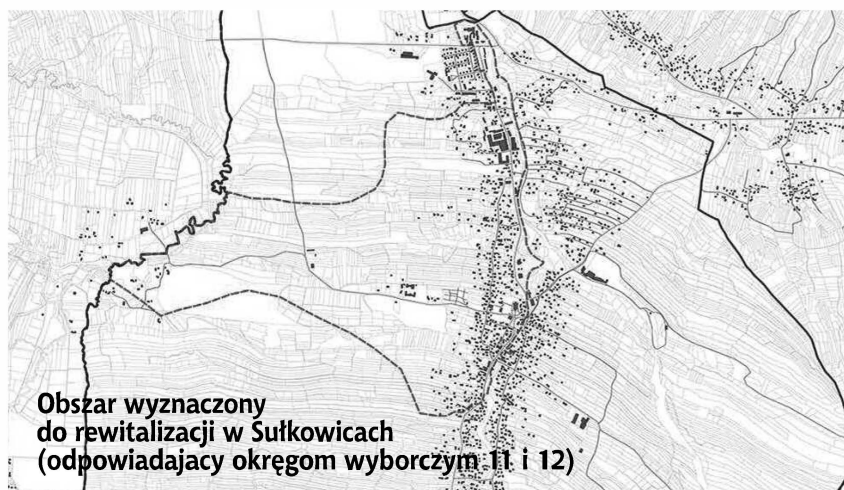 Obszar wyznaczony
do rewitalizacji w Sułkowicach
(odpowiadajacy okręgom wyborczym 11 i 12)